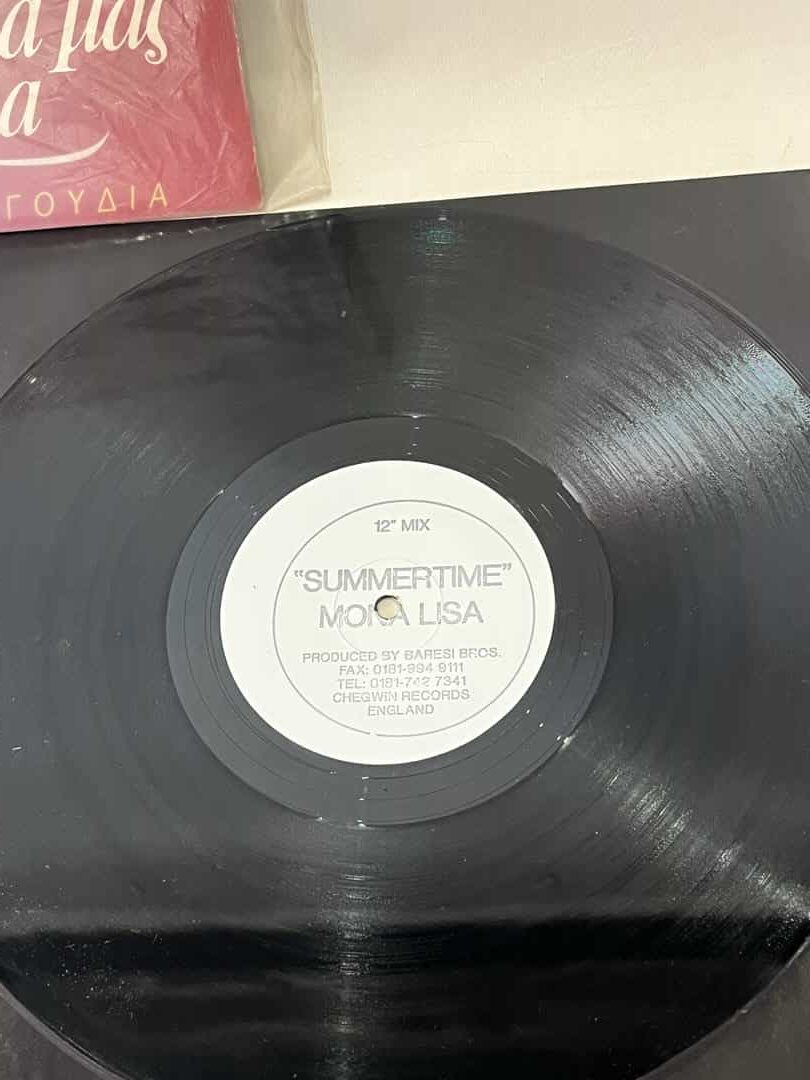 α μας
α
ΓΟΥΔΙΑ
12" MIX
"SUMMERTIME"
MONA LISA
PRODUCED BY BARESI BROS.
FAX: 0181-994 9111
TEL: 0181-742 7341
CHEGWIN RECORDS
ENGLAND